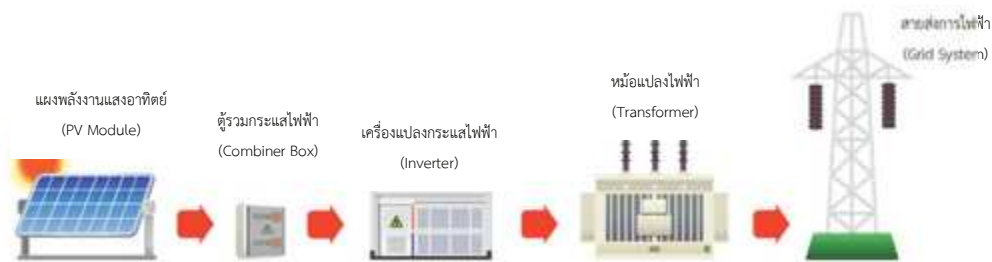 แผงพลังงานแสงอาทิตย์
(PV Module)
ตู้รวมกระแสไฟฟ้า
(Combiner Box)
เครื่องแปลงกระแสไฟฟ้า
(Inverter)
หม้อแปลงไฟฟ้า
(Transformer)
สายส่งการไฟฟ้า
(Grid System)